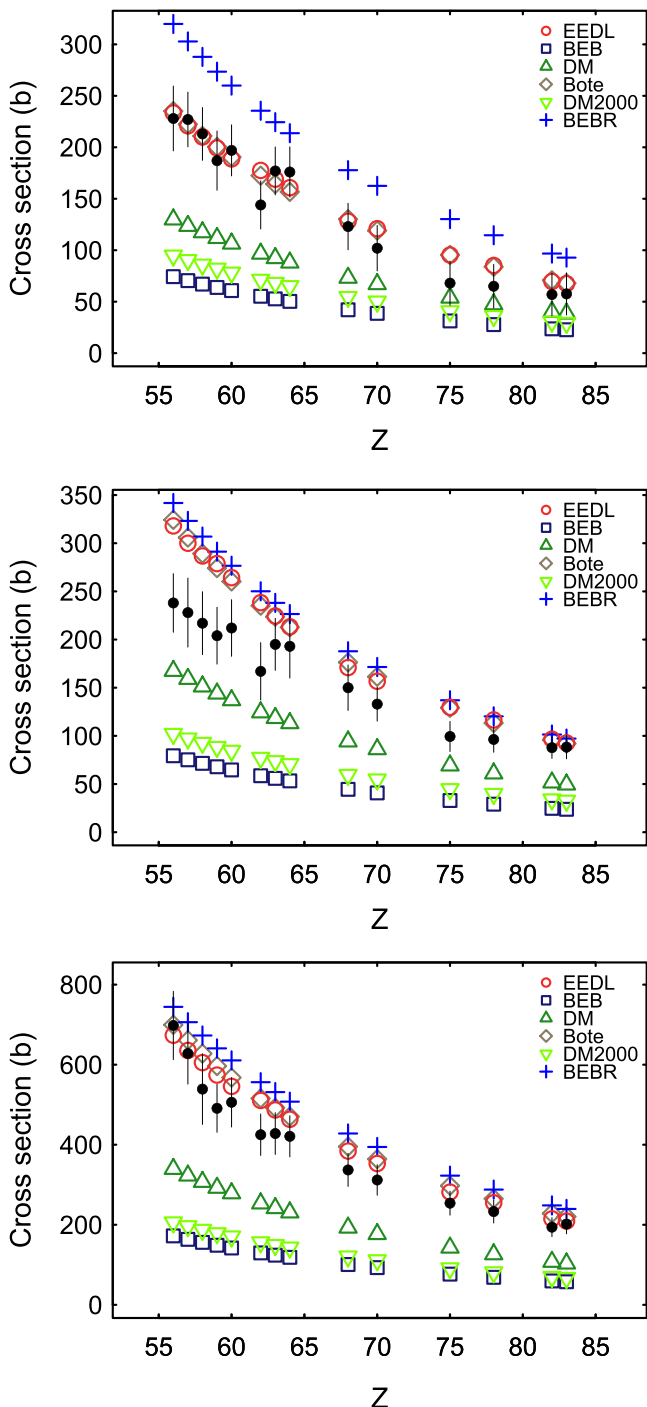 Cross section (b)
300
250
200
150
100
50
0
EEDL
BEB
DM
Bote
DM2000
BEBR
55 60 65 70 75 80 85
Z
Cross section (b)
350
300
250
200
150
100
50
0
EEDL
BEB
DM
Bote
DM2000
BEBR
55 60 65 70 75 80 85
Z
Cross section (b)
800
600
400
200
0
EEDL
BEB
DM
Bote
DM2000
BEBR
55 60 65 70 75 80 85
Z